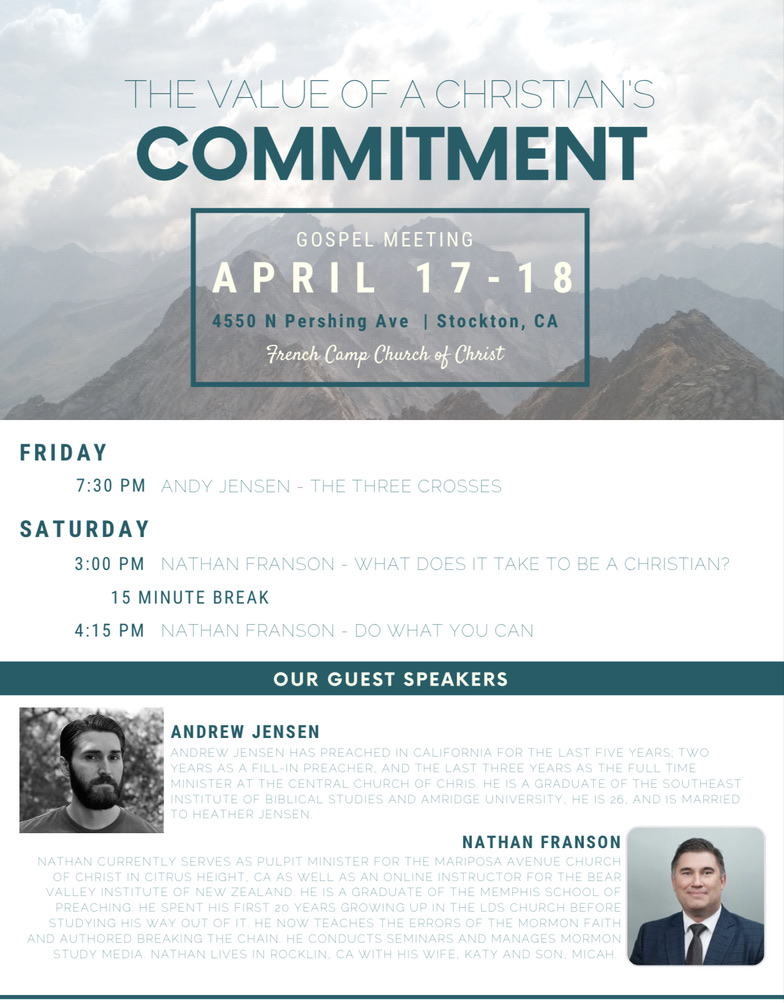 THE VALUE OF A CHRISTIAN'S
COMMITMENT
GOSPEL MEETING
APRIL 17-18
4550 N Pershing Ave | Stockton, CA
French Camp Church of Christ
FRIDAY
7:30 PM ANDY JENSEN - THE THREE CROSSES
SATURDAY
3:00 PM NATHAN FRANSON - WHAT DOES IT TAKE TO BE A CHRISTIAN?
15 MINUTE BREAK
4:15 PM NATHAN FRANSON - DO WHAT YOU CAN
OUR GUEST SPEAKERS
ANDREW JENSEN
ANDREW JENSEN HAS PREACHED IN CALIFORNIA FOR THE LAST FIVE YEARS; TWO
YEARS AS A FILL-IN PREACHER, AND THE LAST THREE YEARS AS THE FULL TIME
MINISTER AT THE CENTRAL CHURCH OF CHRIS. HE IS A GRADUATE OF THE SOUTHEAST
INSTITUTE OF BIBLICAL STUDIES AND AMRIDGE UNIVERSITY, HE IS 26, AND IS MARRIED
TO HEATHER JENSEN.
NATHAN FRANSON
NATHAN CURRENTLY SERVES AS PULPIT MINISTER FOR THE MARIPOSA AVENUE CHURCH
OF CHRIST IN CITRUS HEIGHT, CA AS WELL AS AN ONLINE INSTRUCTOR FOR THE BEAR
VALLEY INSTITUTE OF NEW ZEALAND. HE IS A GRADUATE OF THE MEMPHIS SCHOOL OF
PREACHING. HE SPENT HIS FIRST 20 YEARS GROWING UP IN THE LDS CHURCH BEFORE
STUDYING HIS WAY OUT OF IT. HE NOW TEACHES THE ERRORS OF THE MORMON FAITH
AND AUTHORED BREAKING THE CHAIN. HE CONDUCTS SEMINARS AND MANAGES MORMON
STUDY MEDIA. NATHAN LIVES IN ROCKLIN, CA WITH HIS WIFE, KATY AND SON, MICAH.